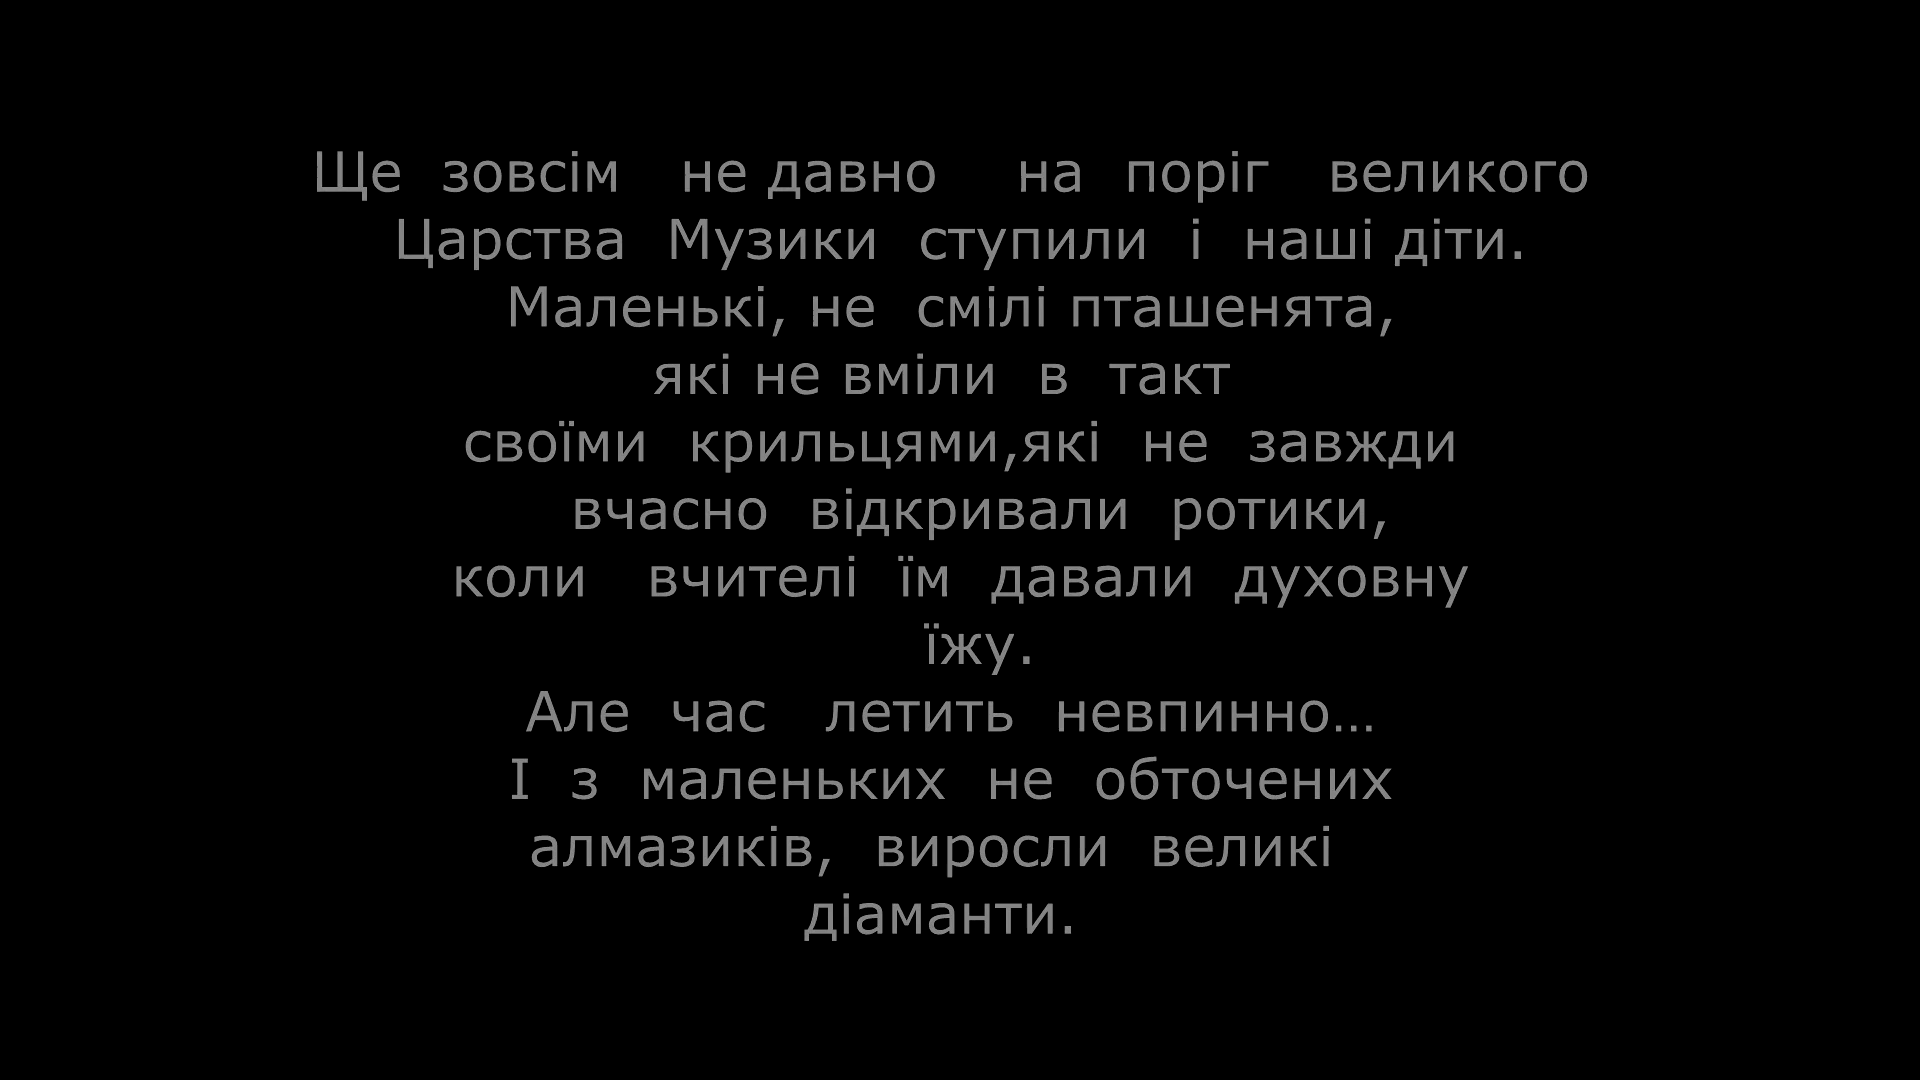 Ще зовсім не давно на поріг великого
Царства Музики ступили і наші діти.
Маленькі, не смілі пташенята,
які не вміли в такт
своїми крильцями,які не завжди
вчасно відкривали ротики,
коли вчителі їм давали духовну
їжу.
Але час летить невпинно…
І з маленьких не обточених
алмазиків, виросли великі
діаманти.